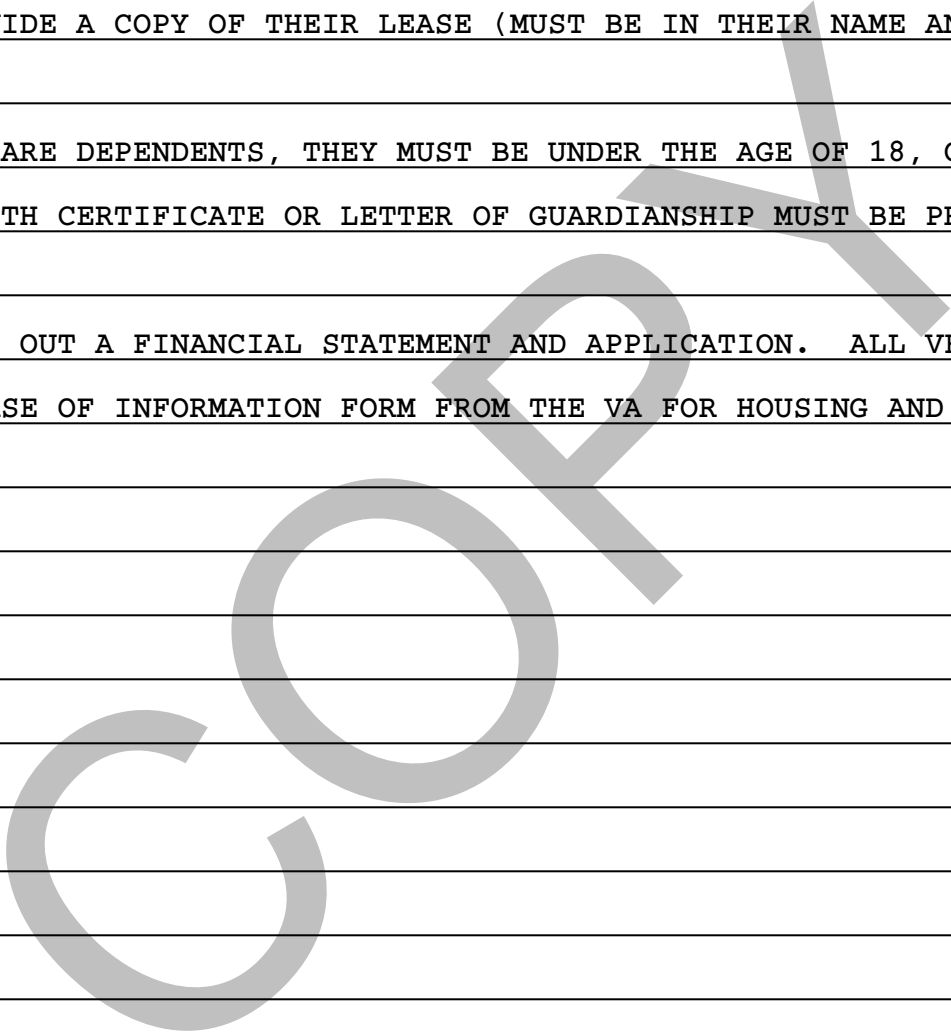 VIDE A COPY OF THEIR LEASE (MUST BE IN THEIR NAME AN
ARE DEPENDENTS, THEY MUST BE UNDER THE AGE OF 18,
TH CERTIFICATE OR LETTER OF GUARDIANSHIP MUST BE
OUT A FINANCIAL STATEMENT AND APPLICATION. ALL VE
SE OF INFORMATION FORM FROM THE VA FOR HOUSING AND
COPY